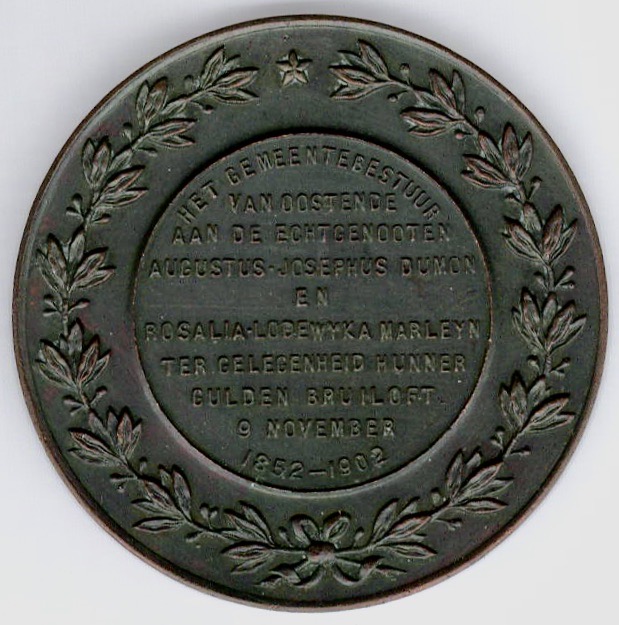 HET GEMEENTEBESTUUR
VAN OOSTENDE
AAN DE ECHTGENOOTEN
AUGUSTUS-JOSEPHUS DUMON
EN
ROSALIA-LODEWYKA MARLEYN
TER GELEGENHEID HUNNER
GULDEN BRUILOFT.
9 NOVEMBER
1852-1902